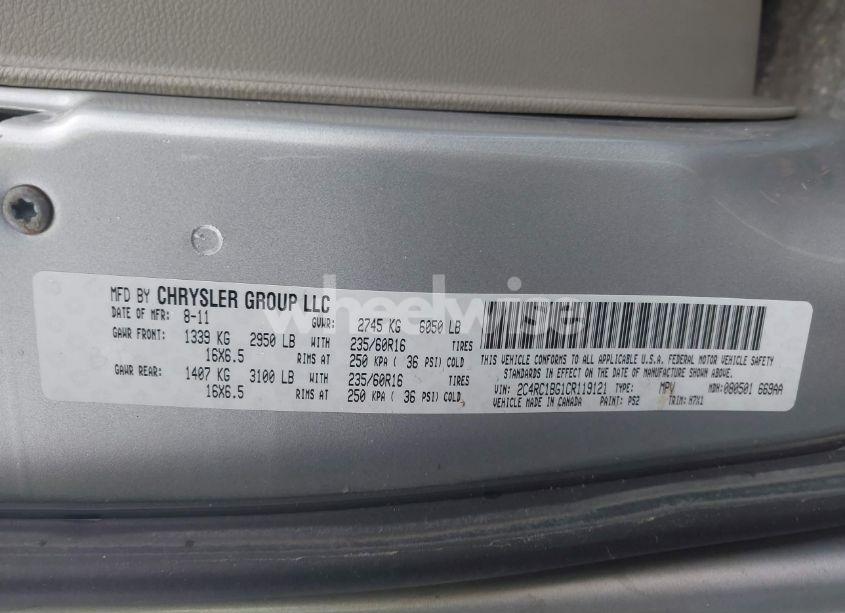 MFD BY CHRYSLER GROUP LLC
DATE OF MFR: 8-11 GVWR: 2745 KG 6050 LB
GAWR FRONT: 1339 KG 2950 LB WITH 235/60R16 TIRES
16X6.5 RIMS AT 250 KPA ( 36 PSI) COLD
GAWR REAR: 1407 KG 3100 LB WITH 235/60R16 TIRES
16X6.5 RIMS AT 250 KPA ( 36 PSI) COLD
THIS VEHICLE CONFORMS TO ALL APPLICABLE U.S.A. FEDERAL MOTOR VEHICLE SAFETY
STANDARDS IN EFFECT ON THE DATE OF MANUFACTURE SHOWN ABOVE.
VIN: 2C4RC1BG1CR119121 TYPE: MPV MDH: 080501 669AA
VEHICLE MADE IN CANADA PAINT: PS2 TRIM: H7X1
wheelwise